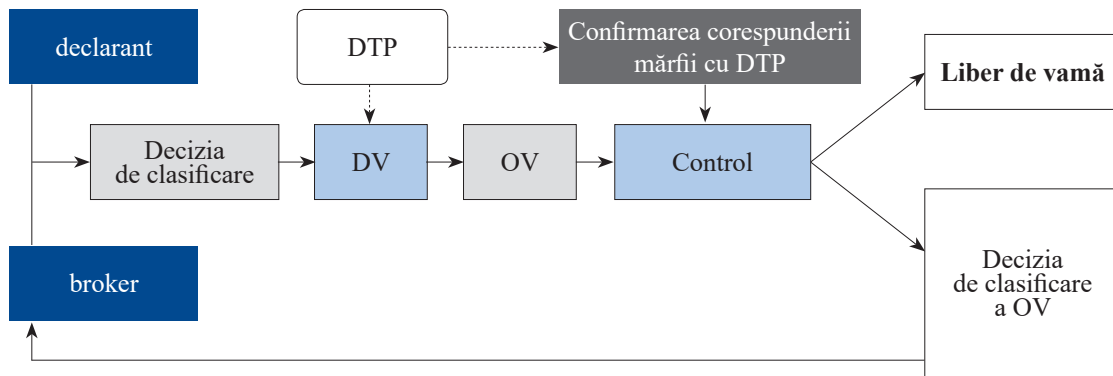 declarant
DTP
Confirmarea corespunderii
mărfii cu DTP
Liber de vamă
Decizia
de clasificare
DV
OV
Control
broker
Decizia
de clasificare
a OV